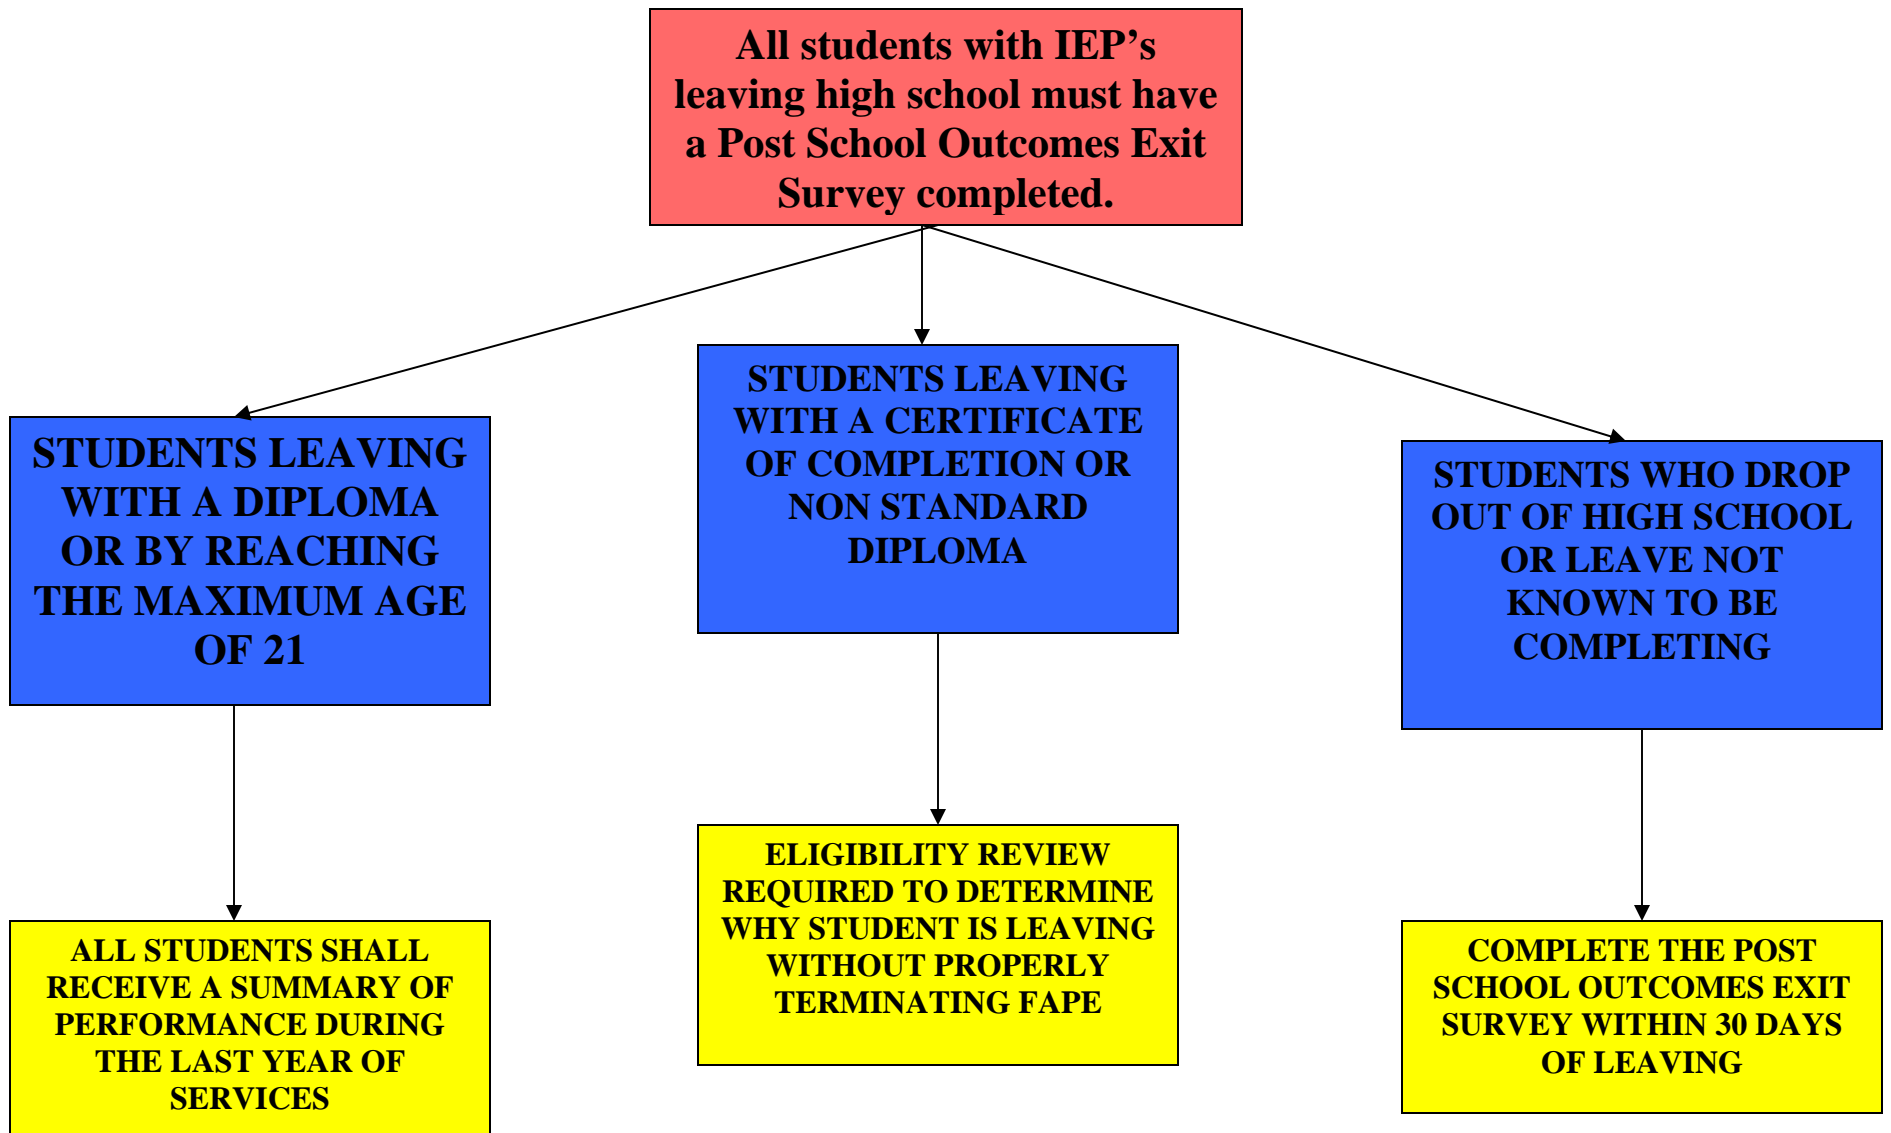 All students with IEP’s
leaving high school must have
a Post School Outcomes Exit
Survey completed.
STUDENTS LEAVING
WITH A DIPLOMA
OR BY REACHING
THE MAXIMUM AGE
OF 21
STUDENTS LEAVING
WITH A CERTIFICATE
OF COMPLETION OR
NON STANDARD
DIPLOMA
STUDENTS WHO DROP
OUT OF HIGH SCHOOL
OR LEAVE NOT
KNOWN TO BE
COMPLETING
ALL STUDENTS SHALL
RECEIVE A SUMMARY OF
PERFORMANCE DURING
THE LAST YEAR OF
SERVICES
ELIGIBILITY REVIEW
REQUIRED TO DETERMINE
WHY STUDENT IS LEAVING
WITHOUT PROPERLY
TERMINATING FAPE
COMPLETE THE POST
SCHOOL OUTCOMES EXIT
SURVEY WITHIN 30 DAYS
OF LEAVING